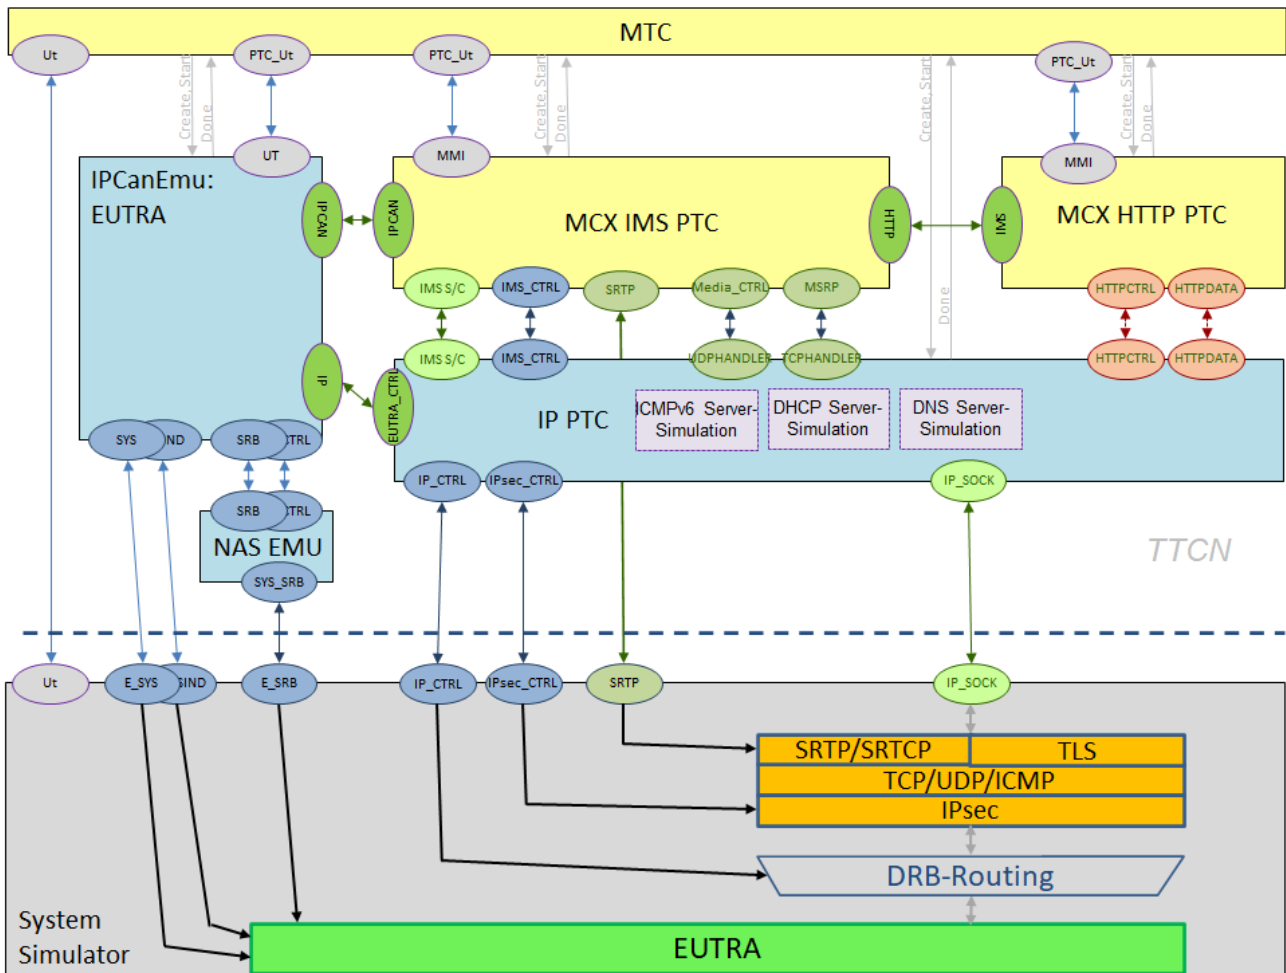 MTC
Ut
PTC_Ut
PTC_Ut
PTC_Ut
Create, Start
Done
Create, Start
Done
Create, Start
Done
Create, Start
Done
UT
MMI
MMI
IPCanEmu:
EUTRA
IPCAN
IPCAN
MCX IMS PTC
HTTP
SMI
MCX HTTP PTC
IMS S/C
IMS_CTRL
SRTP
Media_CTRL
MSRP
HTTPCTRL
HTTPDATA
IMS S/C
IMS_CTRL
UDPHANDLER
TCPHANDLER
HTTPCTRL
HTTPDATA
IP
EUTRA_CTRL
IP PTC
ICMPv6 Server-
Simulation
DHCP Server-
Simulation
DNS Server-
Simulation
SYS
IND
SRB
CTRL
IP_CTRL
IPsec_CTRL
IP_SOCK
SRB
CTRL
NAS EMU
SYS_SRB
TTCN
Ut
E_SYS
SIND
E_SRB
IP_CTRL
IPsec_CTRL
SRTP
IP_SOCK
SRTP/SRTCP
TLS
TCP/UDP/ICMP
IPsec
DRB-Routing
System
Simulator
EUTRA